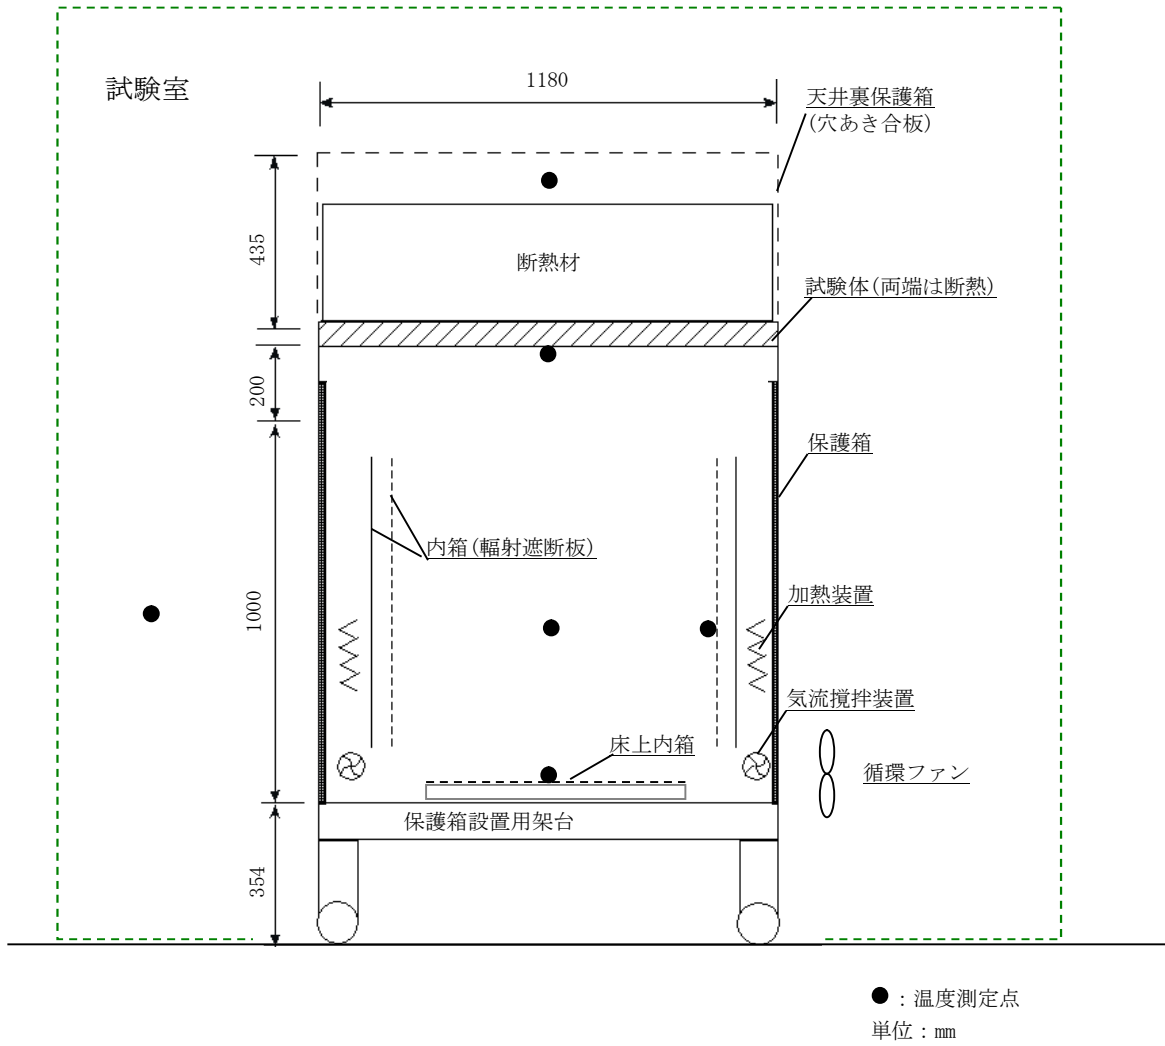 試験室
1180
天井裏保護箱
(穴あき合板)
435
断熱材
試験体(両端は断熱)
200
保護箱
内箱(輻射遮断板)
1000
加熱装置
気流撹拌装置
床上内箱
循環ファン
保護箱設置用架台
354
●：温度測定点
単位：mm